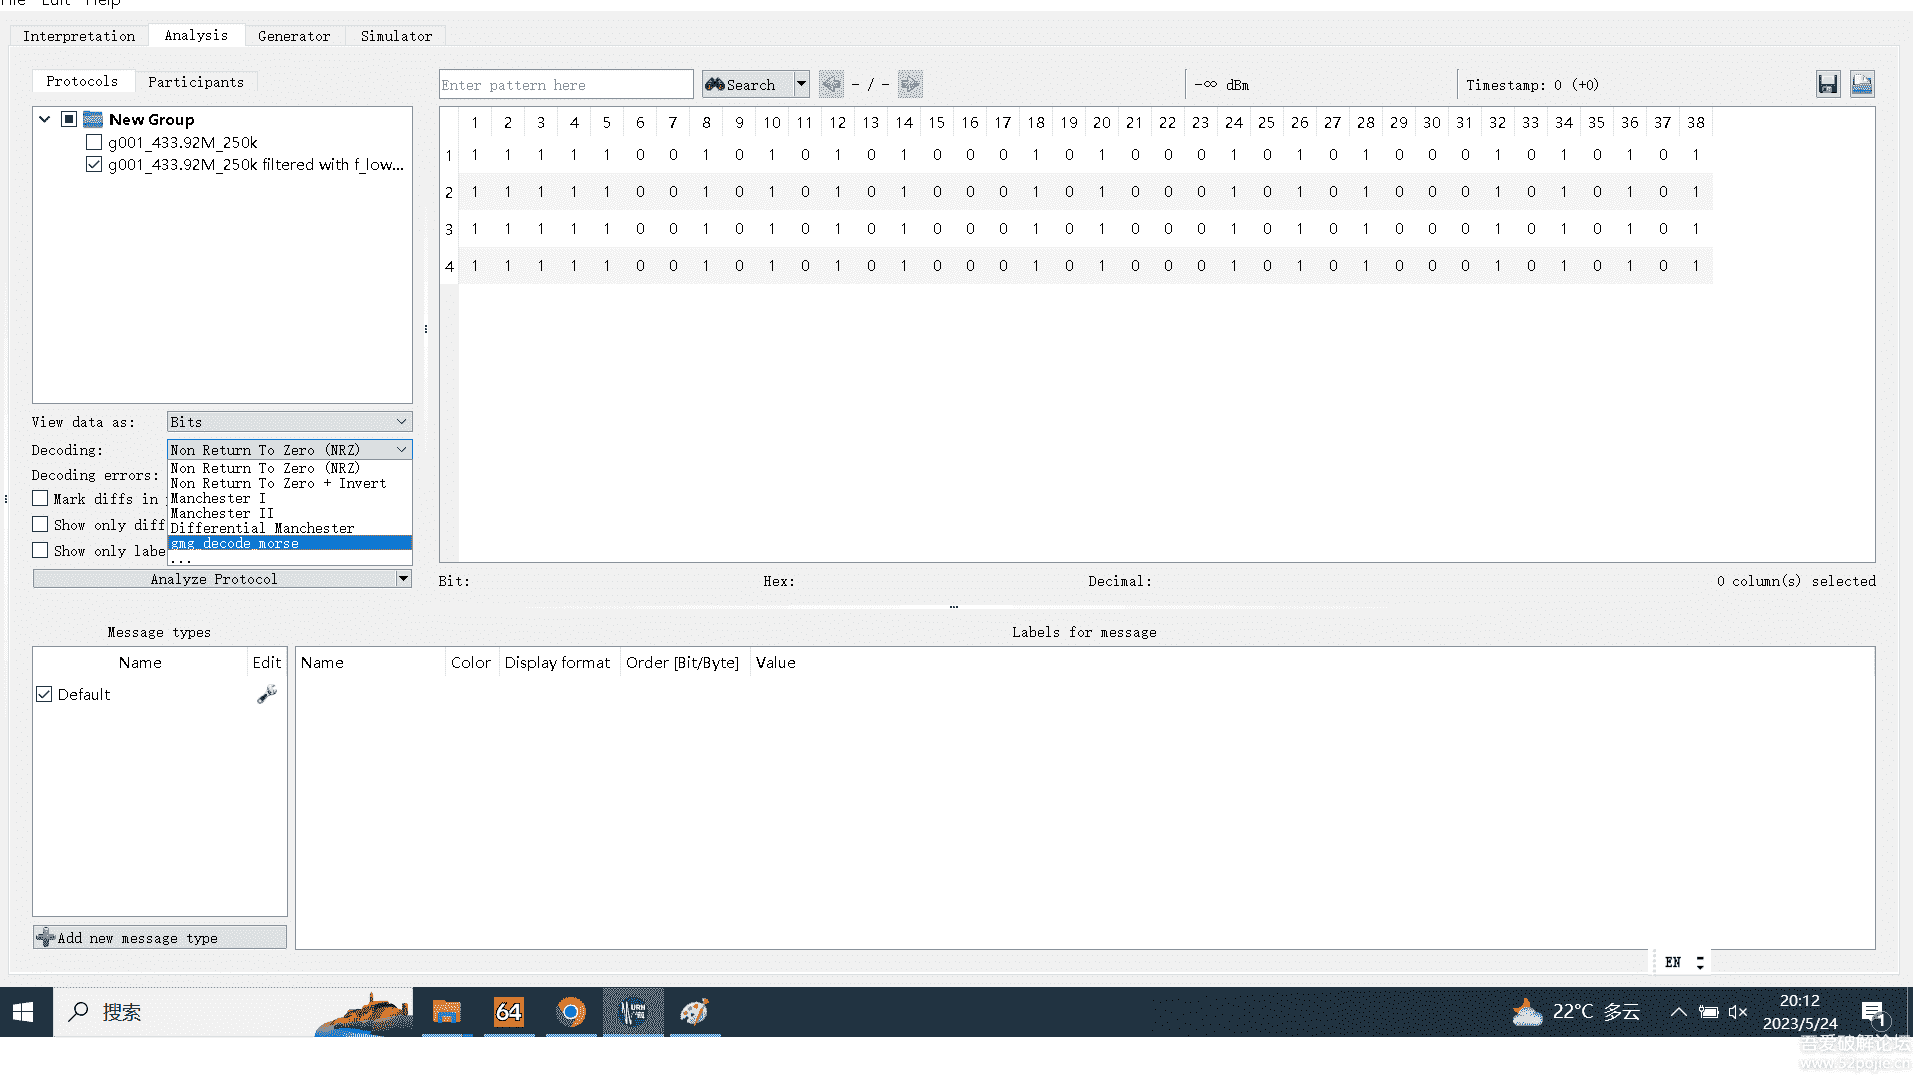 File Edit Help
Interpretation Analysis Generator Simulator
Protocols Participants
Enter pattern here Search - / - -∞ dBm Timestamp: 0 (+0)
New Group
g001_433.92M_250k
g001_433.92M_250k filtered with f_low...
1 2 3 4 5 6 7 8 9 10 11 12 13 14 15 16 17 18 19 20 21 22 23 24 25 26 27 28 29 30 31 32 33 34 35 36 37 38
1 1 1 1 1 1 0 0 1 0 1 0 1 0 1 0 0 0 1 0 1 0 0 0 1 0 1 0 1 0 0 0 1 0 1 0 1 0 1
2 1 1 1 1 1 0 0 1 0 1 0 1 0 1 0 0 0 1 0 1 0 0 0 1 0 1 0 1 0 0 0 1 0 1 0 1 0 1
3 1 1 1 1 1 0 0 1 0 1 0 1 0 1 0 0 0 1 0 1 0 0 0 1 0 1 0 1 0 0 0 1 0 1 0 1 0 1
4 1 1 1 1 1 0 0 1 0 1 0 1 0 1 0 0 0 1 0 1 0 0 0 1 0 1 0 1 0 0 0 1 0 1 0 1 0 1
View data as: Bits
Decoding: Non Return To Zero (NRZ)
Non Return To Zero (NRZ)
Decoding errors:
Non Return To Zero + Invert
Mark diffs in
Manchester I
Manchester II
Show only diff
Differential Manchester
gmg_decode_morse
Show only labe
...
Analyze Protocol
Bit: Hex: Decimal: 0 column(s) selected
Message types
Labels for message
Name Edit
Name Color Display format Order [Bit/Byte] Value
Default
Add new message type
EN
搜索
64
22°C 多云
20:12
2023/5/24
1
吾爱破解论坛
www.52pojie.cn